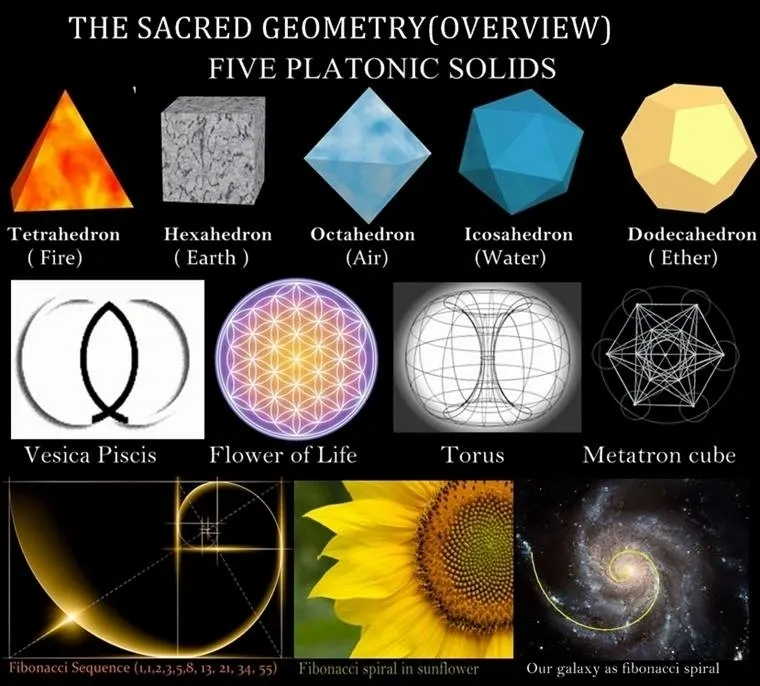 THE SACRED GEOMETRY(OVERVIEW)
FIVE PLATONIC SOLIDS
Tetrahedron
( Fire)
Hexahedron
( Earth )
Octahedron
(Air)
Icosahedron
(Water)
Dodecahedron
( Ether)
Vesica Piscis
Flower of Life
Torus
Metatron cube
Fibonacci Sequence (1,1,2,3,5,8, 13, 21, 34, 55)
Fibonacci spiral in sunflower
Our galaxy as fibonacci spiral